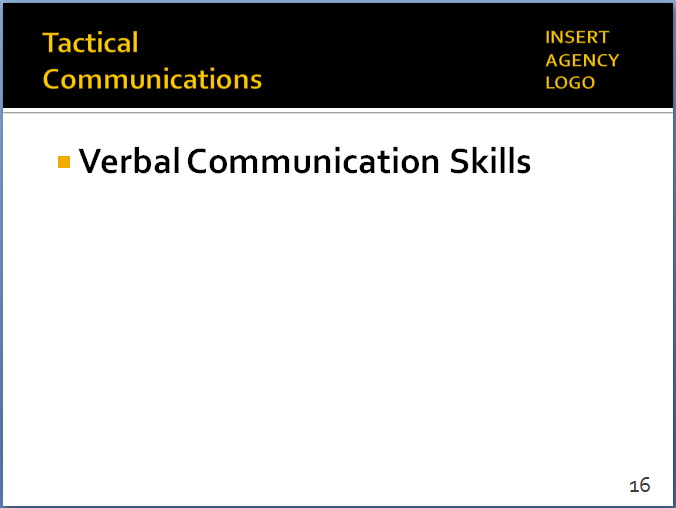 Tactical
Communications
INSERT
AGENCY
LOGO
Verbal Communication Skills
16